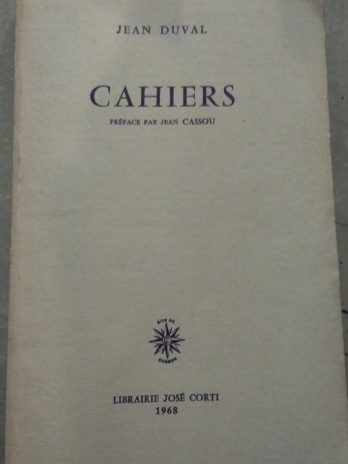 JEAN DUVAL
CAHIERS
PRÉFACE PAR JEAN CASSOU
LIBRAIRIE JOSÉ CORTI
1968